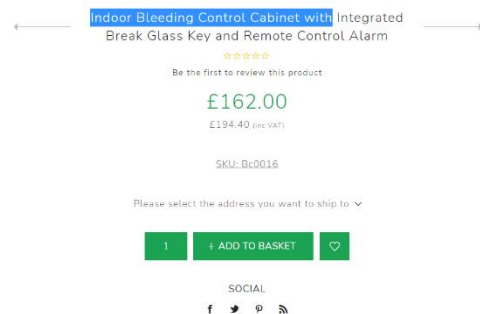 Indoor Bleeding Control Cabinet with Integrated
Break Glass Key and Remote Control Alarm
Be the first to review this product
£162.00
£194.40 (inc VAT)
SKU: Bc0016
Please select the address you want to ship to
1 + ADD TO BASKET
SOCIAL